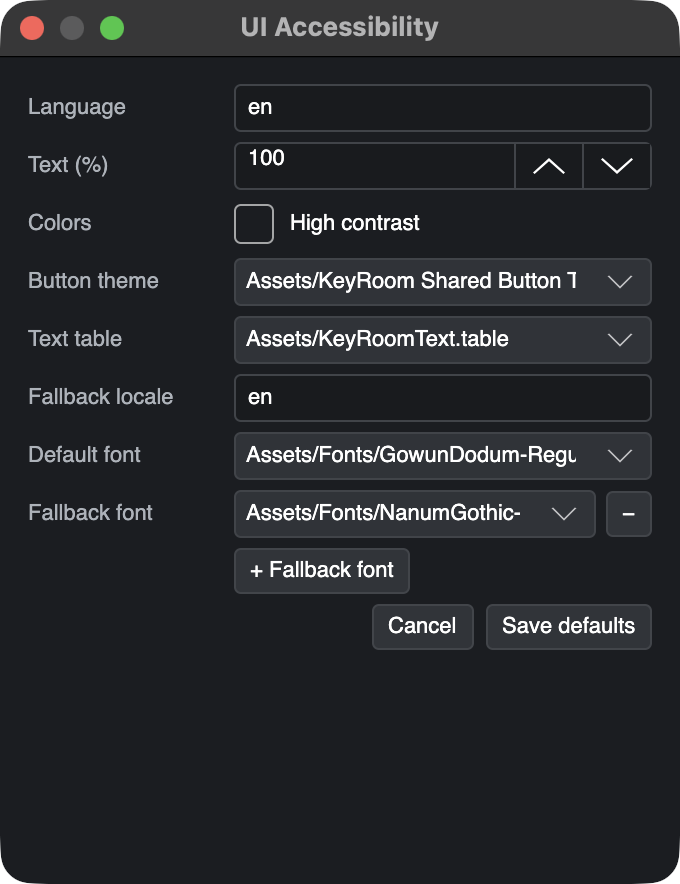 UI Accessibility
Language en
Text (%) 100
Colors High contrast
Button theme Assets/KeyRoom Shared Button T
Text table Assets/KeyRoomText.table
Fallback locale en
Default font Assets/Fonts/GowunDodum-Regu
Fallback font Assets/Fonts/NanumGothic- −
+ Fallback font
Cancel Save defaults